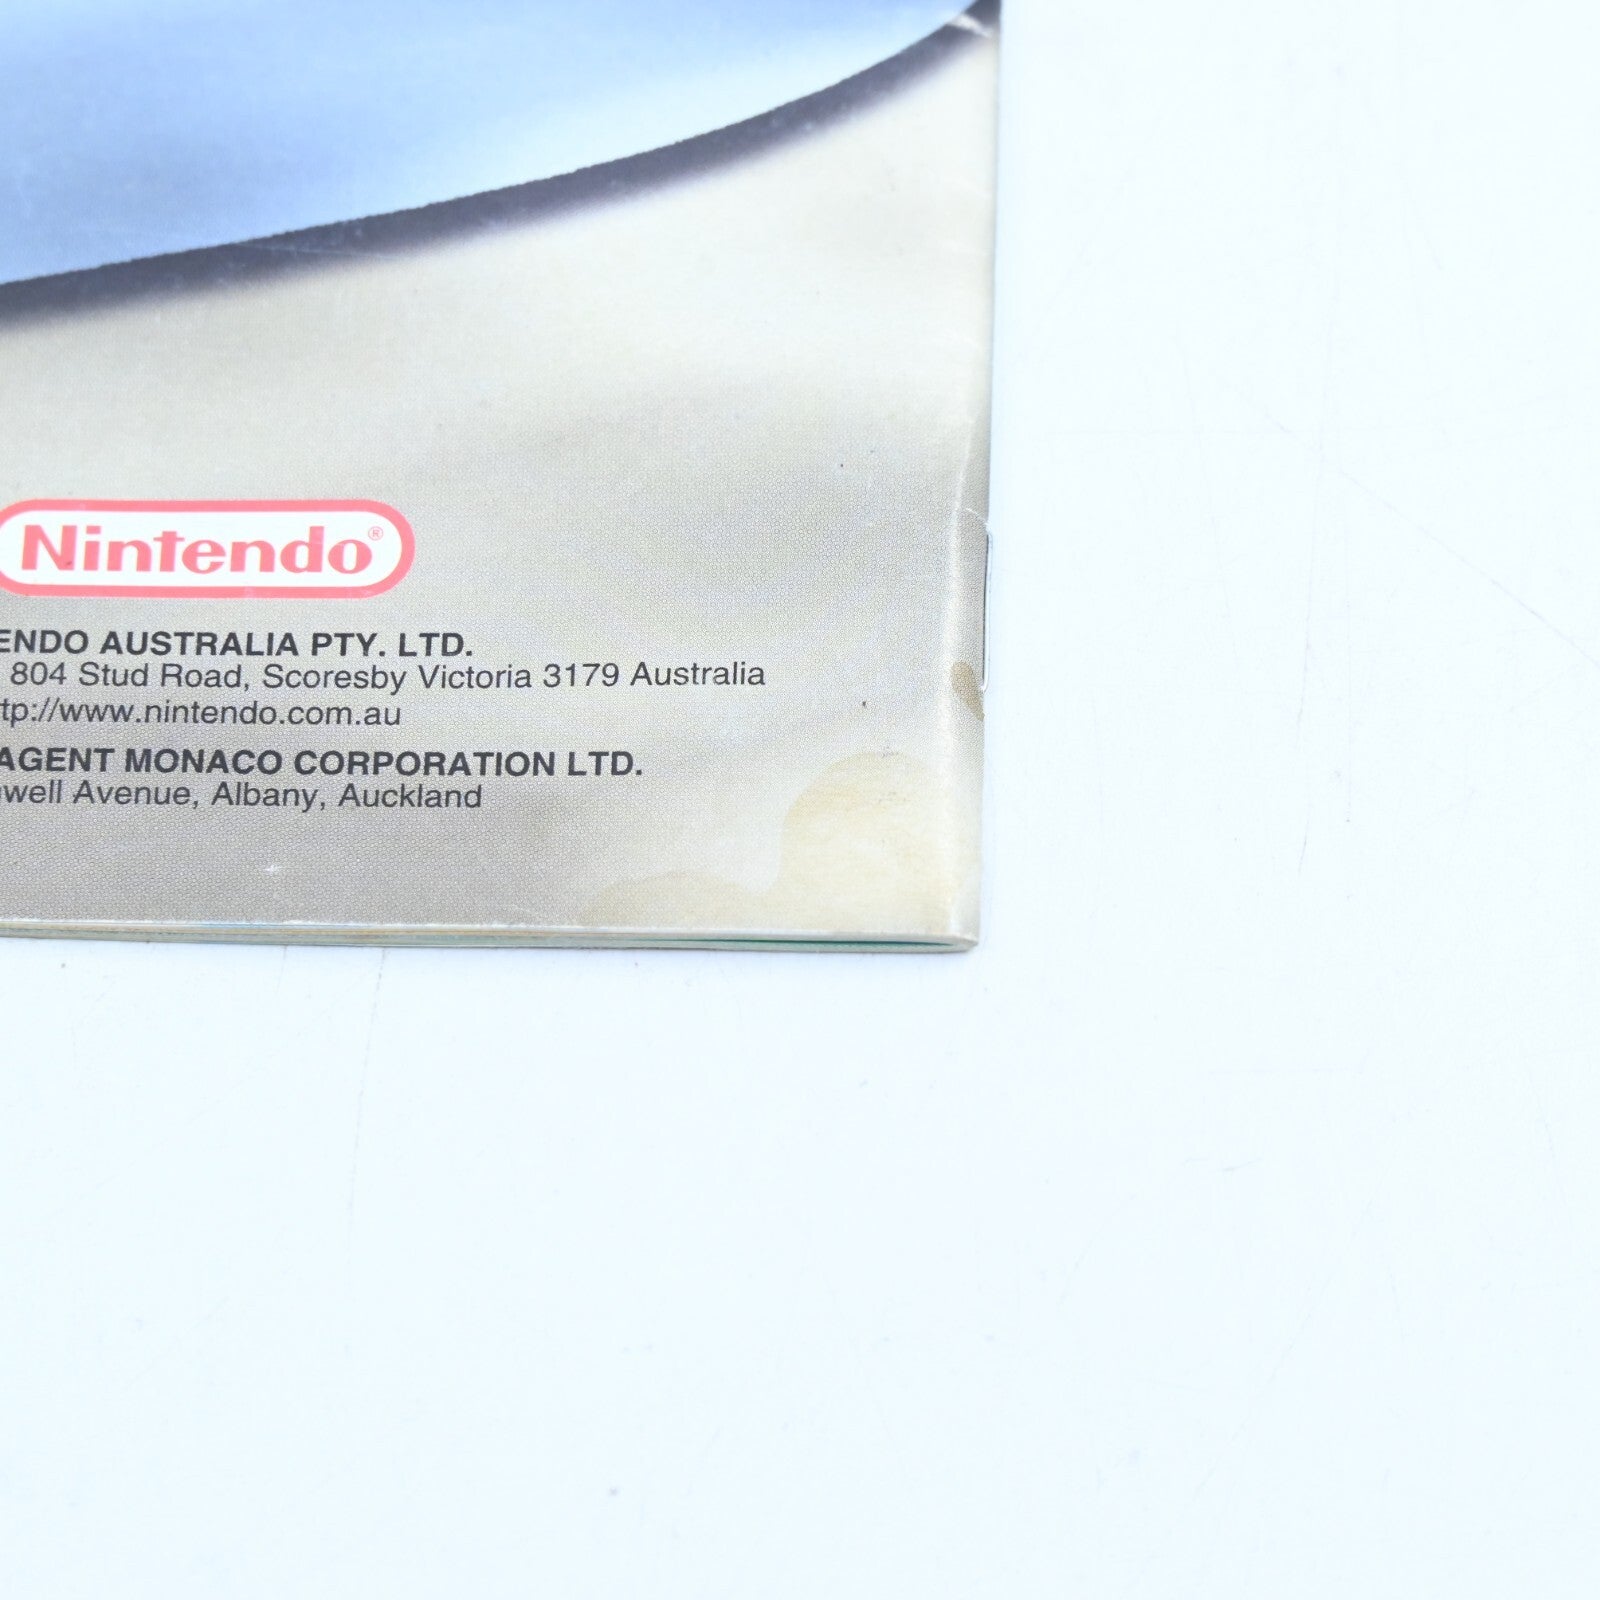 Nintendo®
ENDO AUSTRALIA PTY. LTD.
804 Stud Road, Scoresby Victoria 3179 Australia
tp://www.nintendo.com.au
AGENT MONACO CORPORATION LTD.
well Avenue, Albany, Auckland